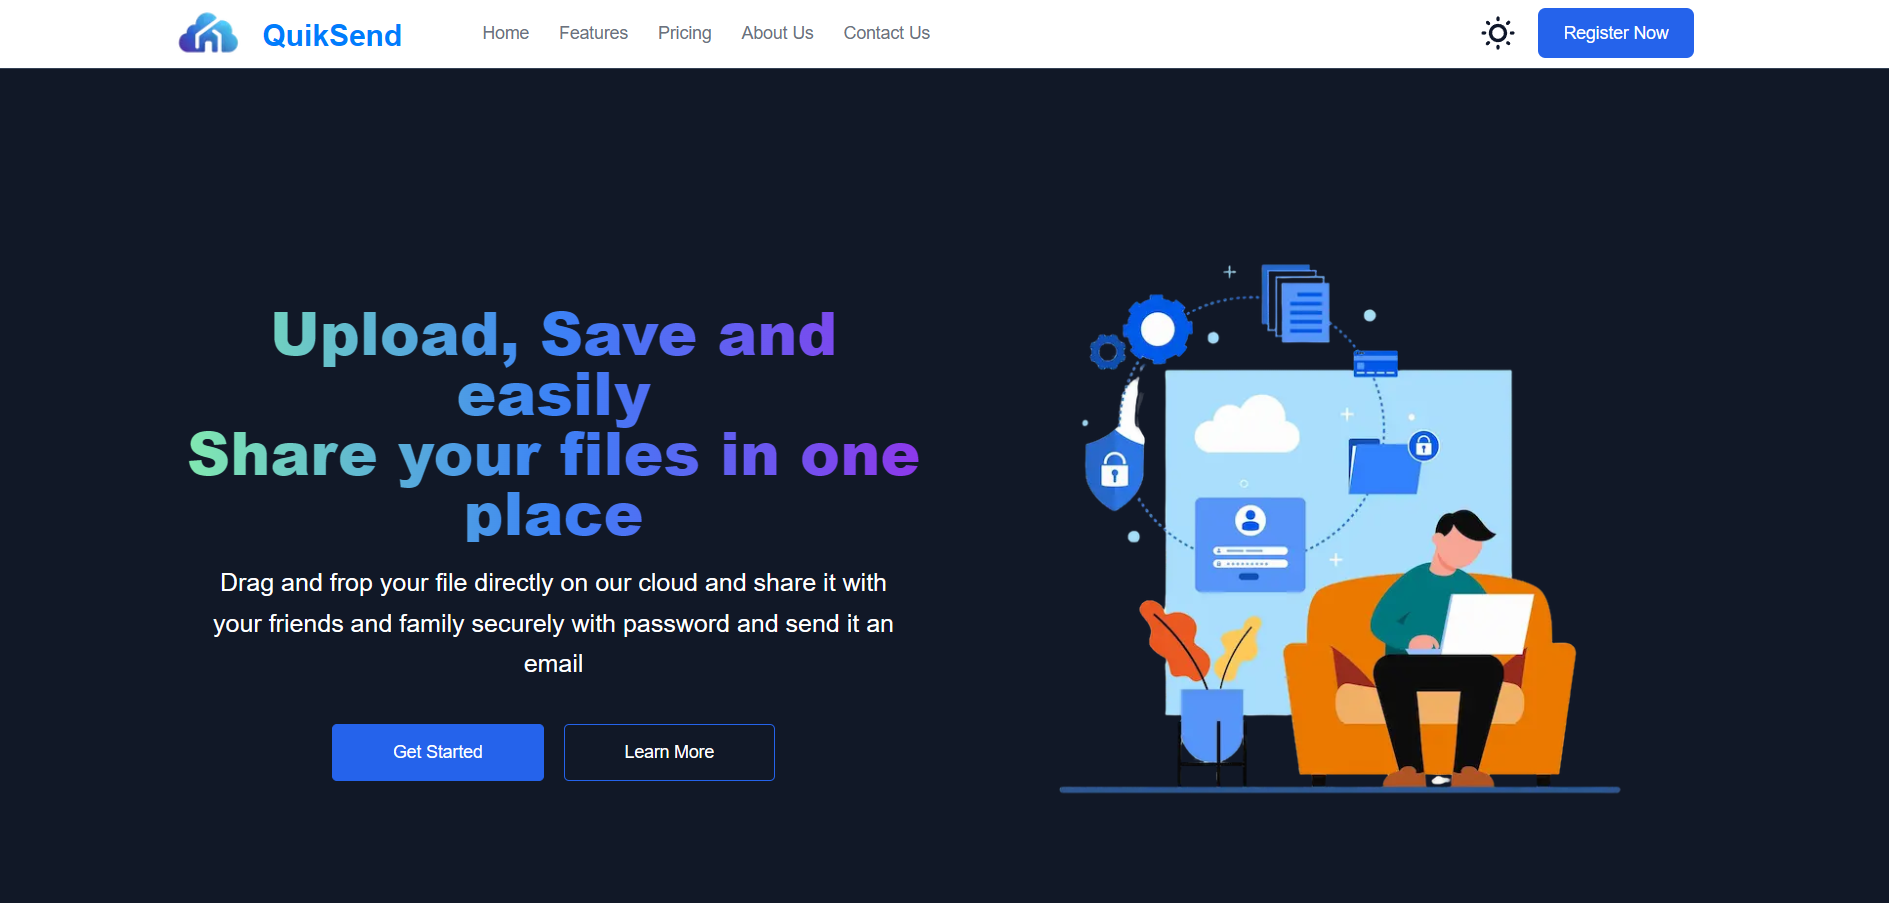 QuikSend
Home
Features
Pricing
About Us
Contact Us
Register Now
Upload, Save and
easily
Share your files in one
place
Drag and frop your file directly on our cloud and share it with
your friends and family securely with password and send it an
email
Get Started
Learn More